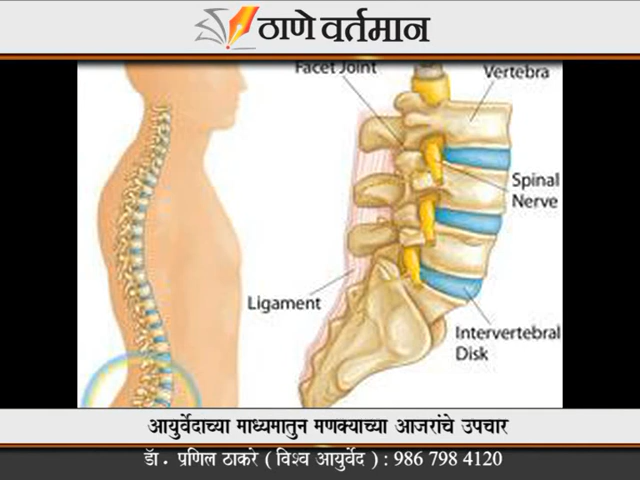 ठाणे वर्तमान
Facet Joint
Vertebra
Spinal
Nerve
Ligament
Intervertebral
Disk
आयुर्वेदाच्या माध्यमातुन मणक्याच्या आजरांचे उपचार
डॉ. प्रणिल ठाकरे ( विश्व आयुर्वेद ) : 986 798 4120